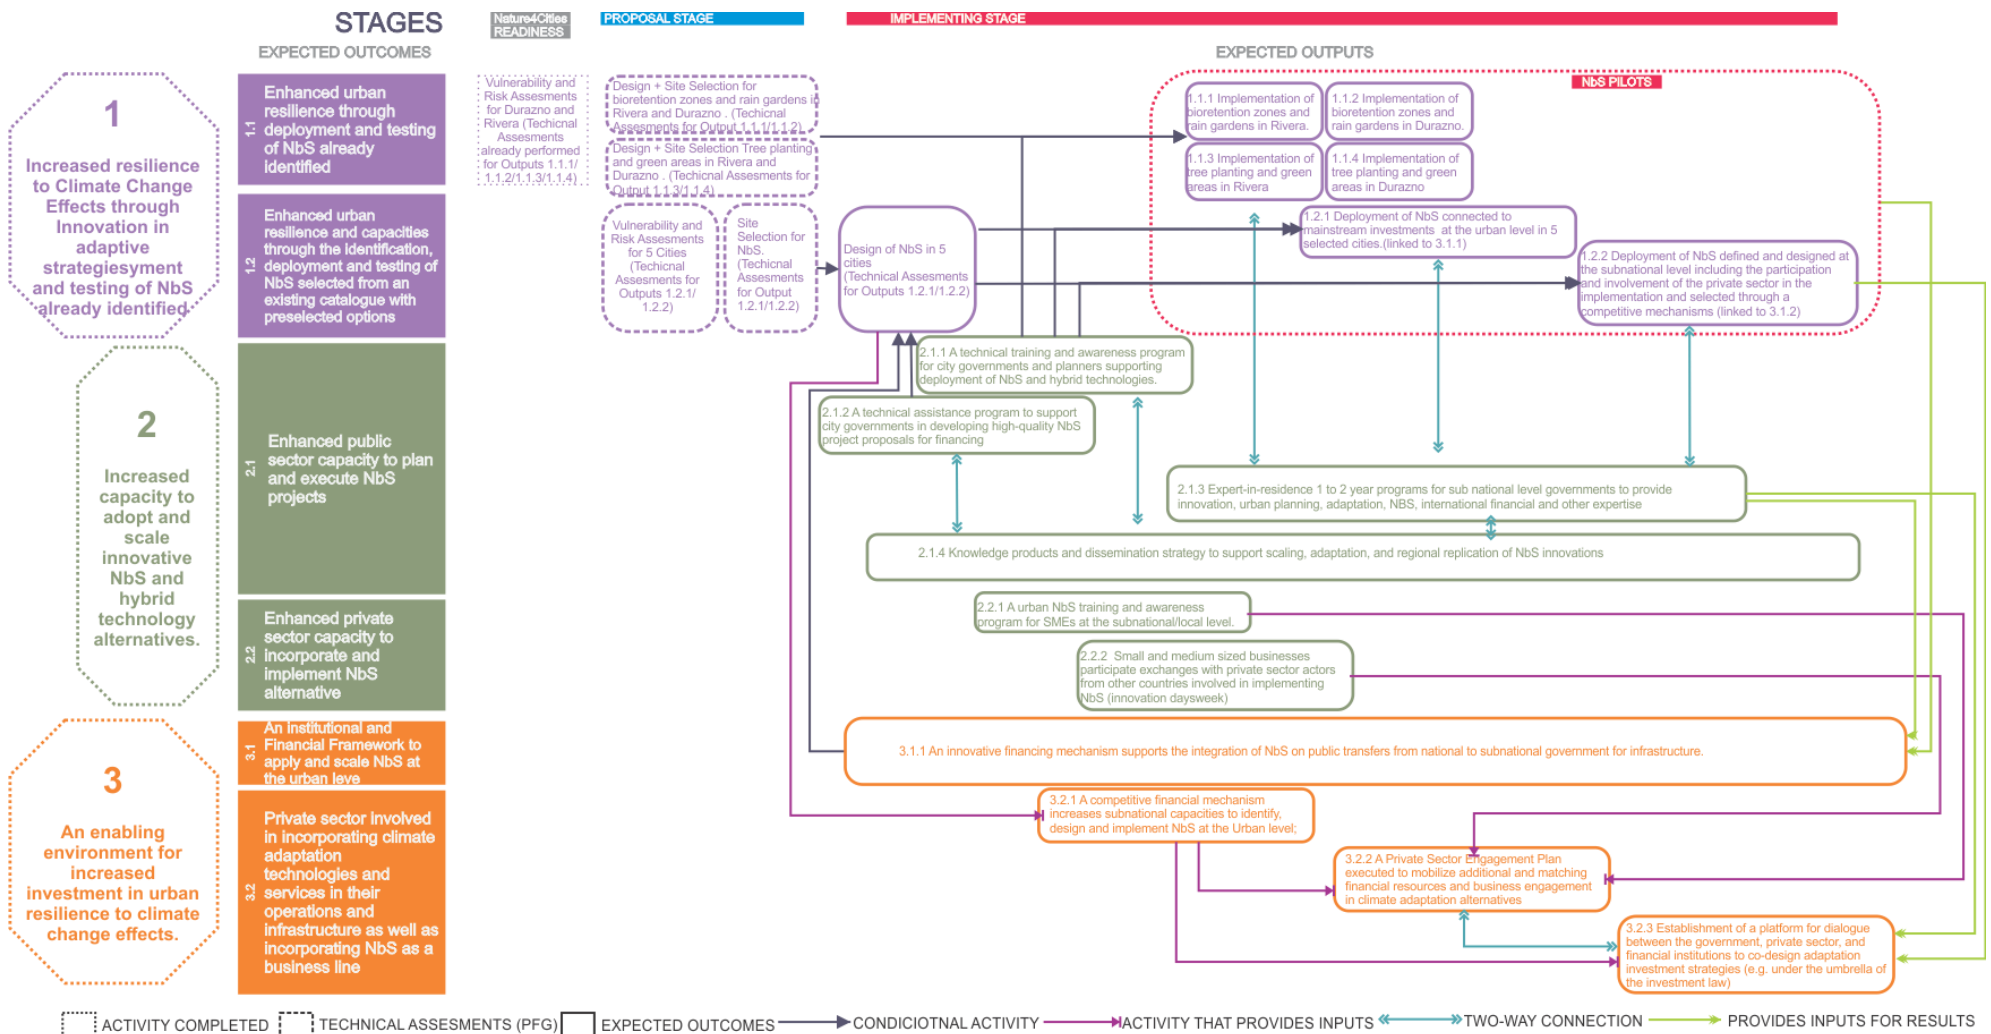 STAGES
Nature4Cities
READINESS
PROPOSAL STAGE
IMPLEMENTING STAGE
EXPECTED OUTCOMES
EXPECTED OUTPUTS
1
Increased resilience
to Climate Change
Effects through
Innovation in
adaptive
strategiesyment
and testing of NbS
already identified.
1.1
Enhanced urban
resilience through
deployment and testing
of NbS already
identified
Vulnerability and
Risk Assesments
for Durazno and
Rivera (Techicnal
Assesments
already performed
for Outputs 1.1.1/
1.1.2/1.1.3/1.1.4)
Design + Site Selection for
bioretention zones and rain gardens in
Rivera and Durazno . (Techicnal
Assesments for Output 1.1.1/1.1.2)
Design + Site Selection Tree planting
and green areas in Rivera and
Durazno . (Techicnal Assesments for
Output 1.1.3/1.1.4)
NbS PILOTS
1.1.1 Implementation of
bioretention zones and
rain gardens in Rivera.
1.1.2 Implementation of
bioretention zones and
rain gardens in Durazno.
1.1.3 Implementation of
tree planting and green
areas in Rivera
1.1.4 Implementation of
tree planting and green
areas in Durazno
1.2
Enhanced urban
resilience and capacities
through the identification,
deployment and testing of
NbS selected from an
existing catalogue with
preselected options
Vulnerability and
Risk Assesments
for 5 Cities
(Techicnal
Assesments for
Outputs 1.2.1/
1.2.2)
Site
Selection for
NbS.
(Techicnal
Assesments
for Output
1.2.1/1.2.2)
Design of NbS in 5
cities
(Technical Assesments
for Outputs 1.2.1/1.2.2)
1.2.1 Deployment of NbS connected to
mainstream investments at the urban level in 5
selected cities.(linked to 3.1.1)
1.2.2 Deployment of NbS defined and designed at
the subnational level including the participation
and involvement of the private sector in the
implementation and selected through a
competitive mechanisms (linked to 3.1.2)
2
Increased
capacity to
adopt and
scale
innovative
NbS and
hybrid
technology
alternatives.
2.1
Enhanced public
sector capacity to plan
and execute NbS
projects
2.1.1 A technical training and awareness program
for city governments and planners supporting
deployment of NbS and hybrid technologies.
2.1.2 A technical assistance program to support
city governments in developing high-quality NbS
project proposals for financing
2.1.3 Expert-in-residence 1 to 2 year programs for sub national level governments to provide
innovation, urban planning, adaptation, NBS, international financial and other expertise
2.1.4 Knowledge products and dissemination strategy to support scaling, adaptation, and regional replication of NbS innovations
2.2
Enhanced private
sector capacity to
incorporate and
implement NbS
alternative
2.2.1 A urban NbS training and awareness
program for SMEs at the subnational/local level.
2.2.2 Small and medium sized businesses
participate exchanges with private sector actors
from other countries involved in implementing
NbS (innovation daysweek)
3
An enabling
environment for
increased
investment in urban
resilience to climate
change effects.
3.1
An institutional and
Financial Framework to
apply and scale NbS at
the urban leve
3.1.1 An innovative financing mechanism supports the integration of NbS on public transfers from national to subnational government for infrastructure.
3.2
Private sector involved
in incorporating climate
adaptation
technologies and
services in their
operations and
infrastructure as well as
incorporating NbS as a
business line
3.2.1 A competitive financial mechanism
increases subnational capacities to identify,
design and implement NbS at the Urban level;
3.2.2 A Private Sector Engagement Plan
executed to mobilize additional and matching
financial resources and business engagement
in climate adaptation alternatives
3.2.3 Establishment of a platform for dialogue
between the government, private sector, and
financial institutions to co-design adaptation
investment strategies (e.g. under the umbrella of
the investment law)
ACTIVITY COMPLETED
TECHNICAL ASSESMENTS (PFG)
EXPECTED OUTCOMES
CONDICIOTNAL ACTIVITY
ACTIVITY THAT PROVIDES INPUTS
TWO-WAY CONNECTION
PROVIDES INPUTS FOR RESULTS